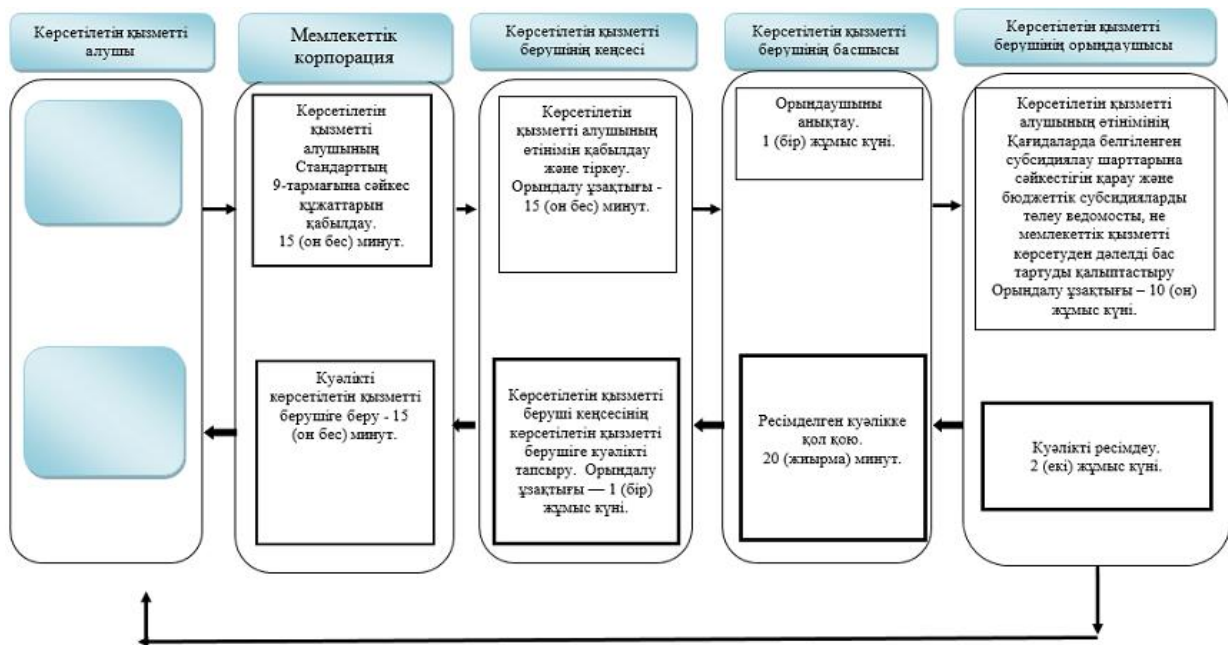 Көрсетілетін қызметті
алушы
Мемлекеттік
корпорация
Көрсетілетін қызметті
берушінің кеңсесі
Көрсетілетін қызметті
берушінің басшысы
Көрсетілетін қызметті
берушінің орындаушысы
Көрсетілетін
қызметті
алушының
Стандарттың
9-тармағына сәйкес
құжаттарын
қабылдау.
15 (он бес) минут.
Көрсетілетін
қызметті алушының
өтінімін қабылдау
және тіркеу.
Орындалу ұзақтығы -
15 (он бес) минут.
Орындаушыны
анықтау.
1 (бір) жұмыс күні.
Көрсетілетін қызметті
алушының өтінімінің
Қағидаларда белгіленген
субсидиялау шарттарына
сәйкестігін қарау және
бюджеттік субсидияларды
төлеу ведомосты, не
мемлекеттік қызметті
көрсетуден дәлелді бас
тартуды қалыптастыру
Орындалу ұзақтығы – 10 (он)
жұмыс күні.
Куәлікті
көрсетілетін қызметті
берушіге беру - 15
(он бес) минут.
Көрсетілетін қызметті
беруші кеңсесінің
көрсетілетін қызметті
берушіге куәлікті
тапсыру. Орындалу
ұзақтығы — 1 (бір)
жұмыс күні.
Ресімделген куәлікке
қол қою.
20 (жиырма) минут.
Куәлікті ресімдеу.
2 (екі) жұмыс күні.